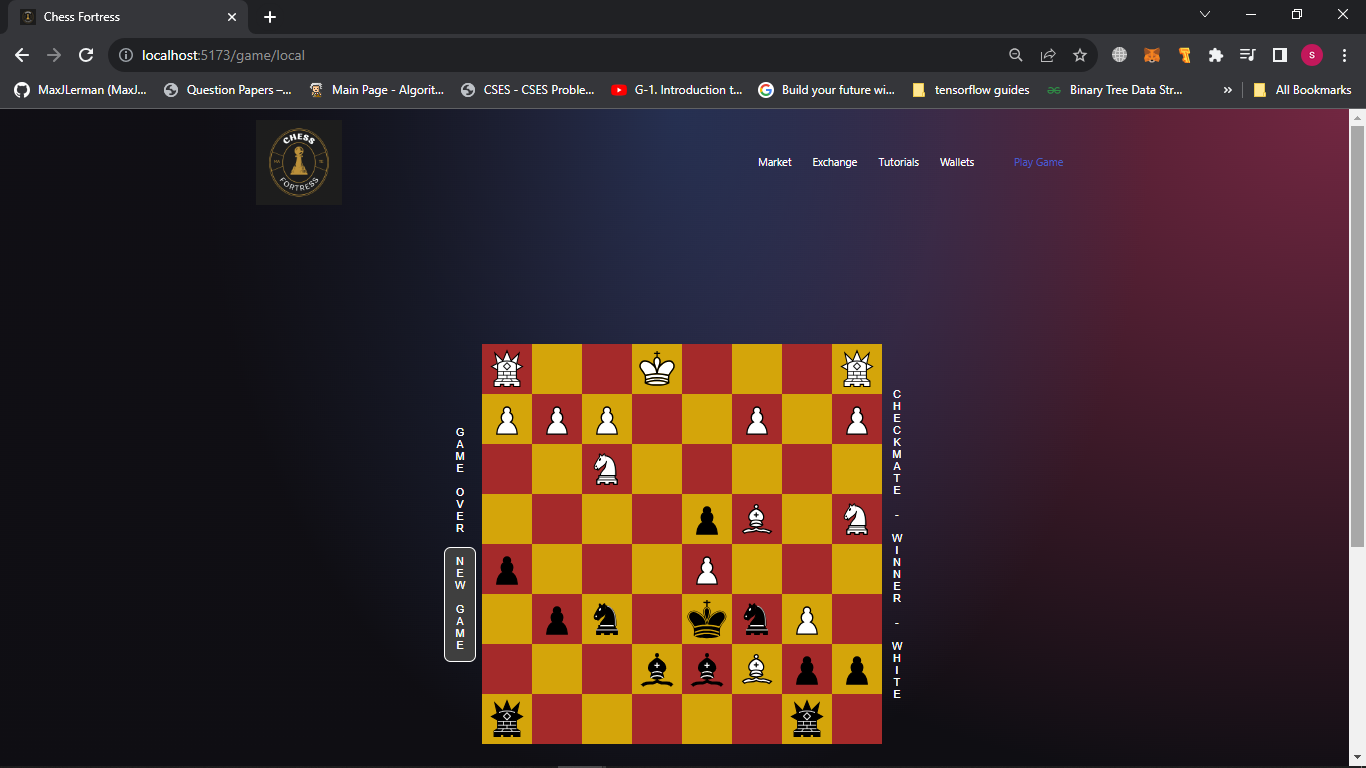 Chess Fortress
localhost:5173/game/local
S
MaxJLerman (MaxJ...
Question Papers –...
Main Page - Algorit...
CSES - CSES Proble...
G-1. Introduction t...
Build your future wi...
tensorflow guides
Binary Tree Data Str...
»
All Bookmarks
CHESS
FORTRESS
Market
Exchange
Tutorials
Wallets
Play Game
GAME OVER
NEW GAME
CHECKMATE - WINNER - WHITE